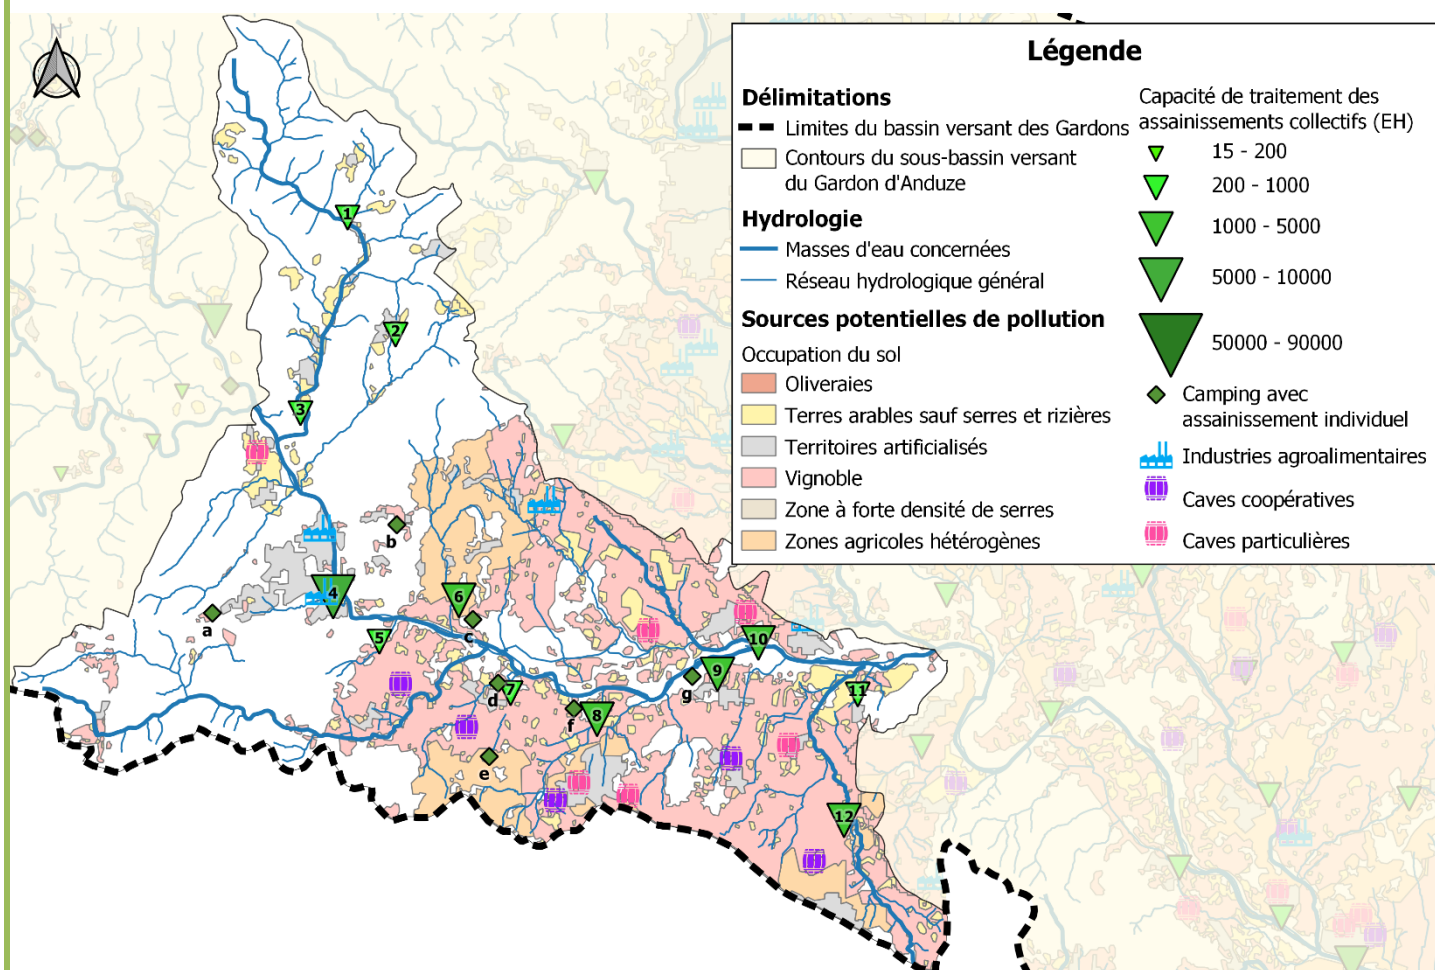 N
Légende
Délimitations
Limites du bassin versant des Gardons
Contours du sous-bassin versant
du Gardon d'Anduze
Hydrologie
Masses d'eau concernées
Réseau hydrologique général
Sources potentielles de pollution
Occupation du sol
Oliveraies
Terres arables sauf serres et rizières
Territoires artificialisés
Vignoble
Zone à forte densité de serres
Zones agricoles hétérogènes
Capacité de traitement des
assainissements collectifs (EH)
15 - 200
200 - 1000
1000 - 5000
5000 - 10000
50000 - 90000
Camping avec
assainissement individuel
Industries agroalimentaires
Caves coopératives
Caves particulières
1
2
3
b
4
6
a
c
5
10
9
g
d
7
11
f
8
e
12